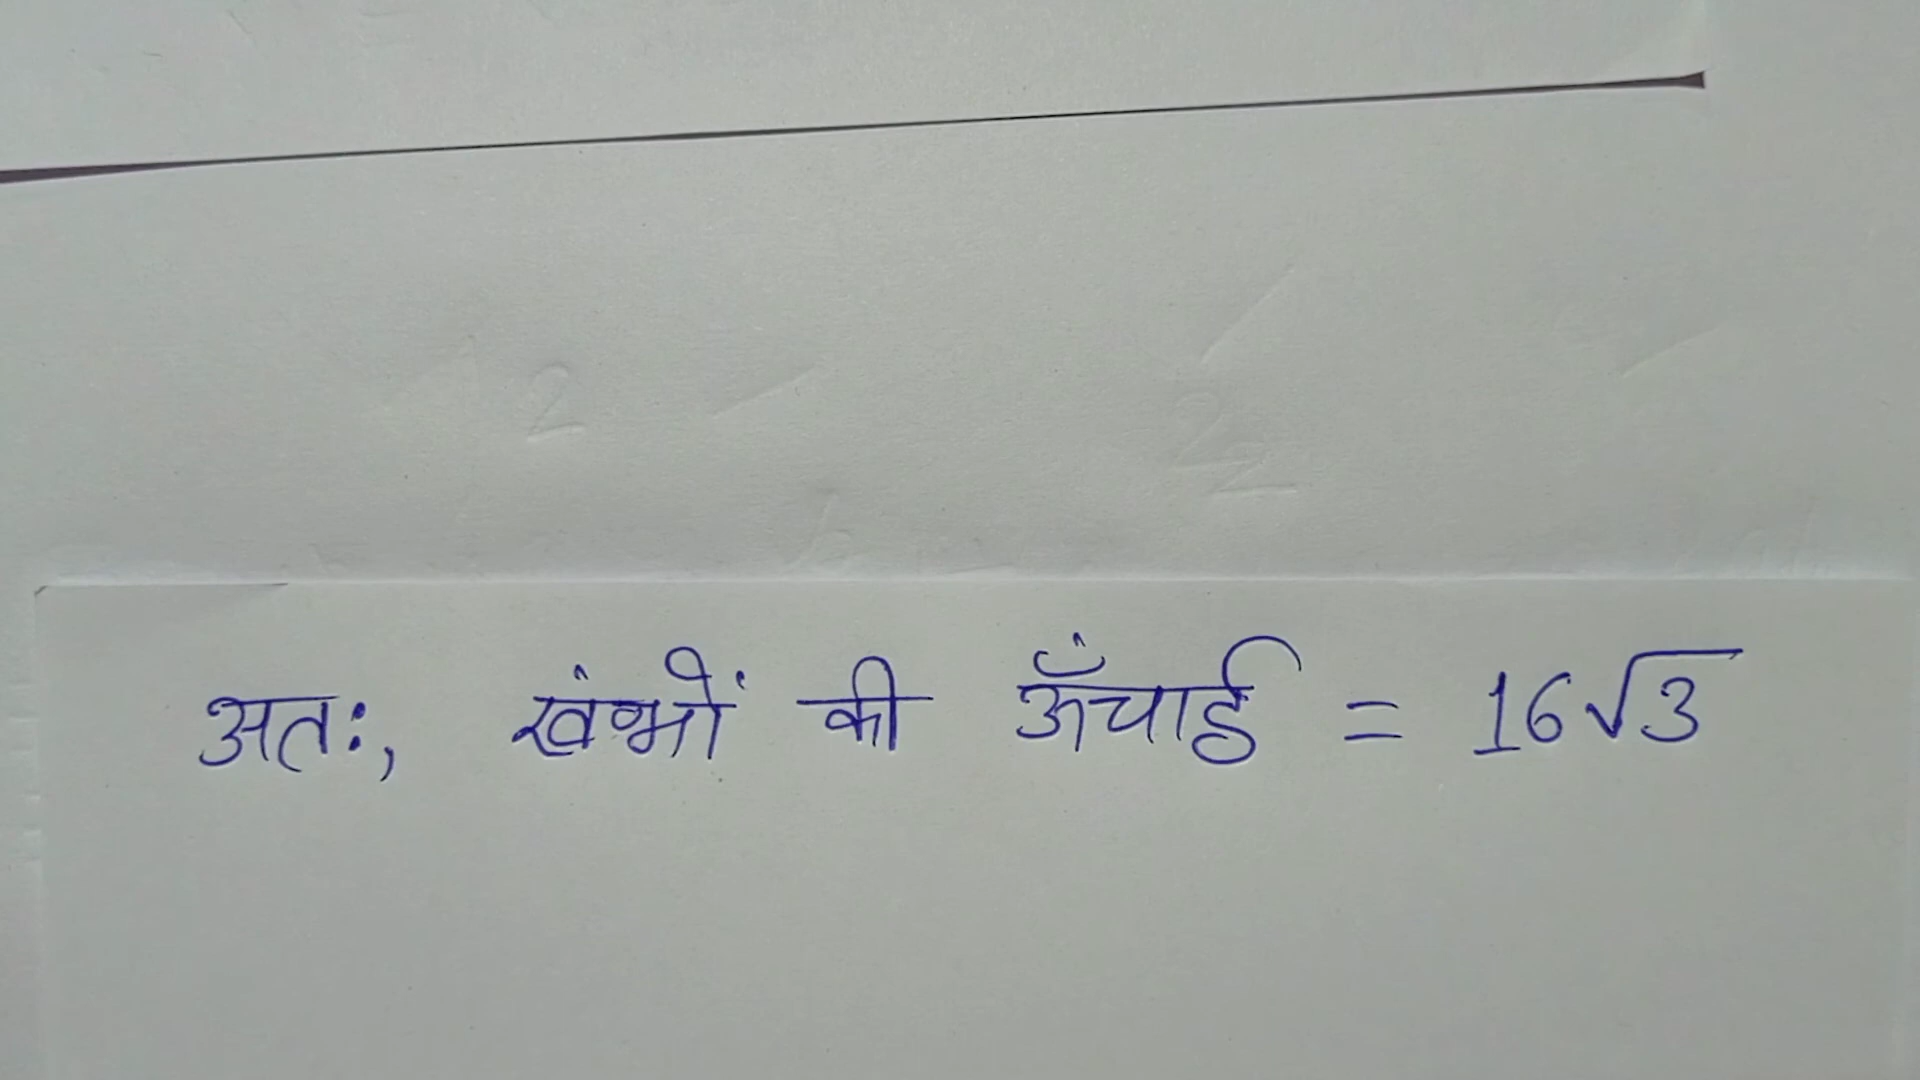 अतः, खंभों की ऊँचाई = 16√3